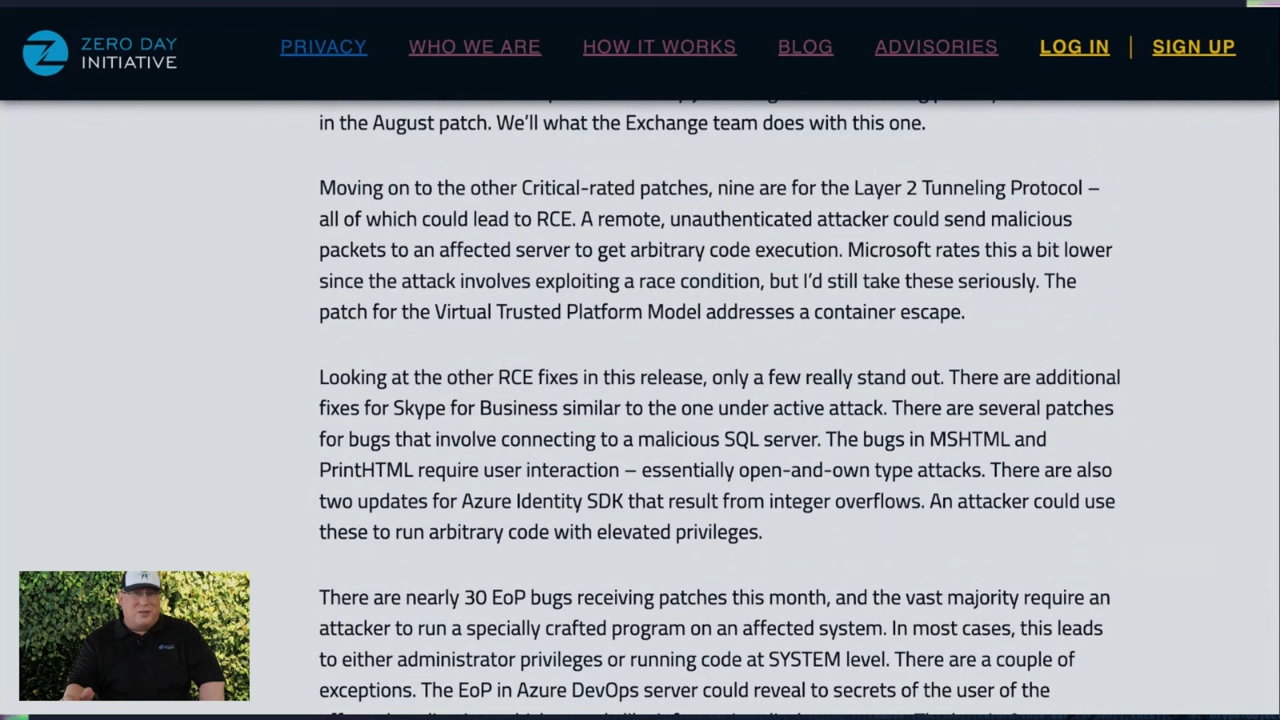 ZERO DAY
INITIATIVE
PRIVACY
WHO WE ARE
HOW IT WORKS
BLOG
ADVISORIES
LOG IN | SIGN UP
in the August patch. We’ll what the Exchange team does with this one.
Moving on to the other Critical-rated patches, nine are for the Layer 2 Tunneling Protocol –
all of which could lead to RCE. A remote, unauthenticated attacker could send malicious
packets to an affected server to get arbitrary code execution. Microsoft rates this a bit lower
since the attack involves exploiting a race condition, but I’d still take these seriously. The
patch for the Virtual Trusted Platform Model addresses a container escape.
Looking at the other RCE fixes in this release, only a few really stand out. There are additional
fixes for Skype for Business similar to the one under active attack. There are several patches
for bugs that involve connecting to a malicious SQL server. The bugs in MSHTML and
PrintHTML require user interaction – essentially open-and-own type attacks. There are also
two updates for Azure Identity SDK that result from integer overflows. An attacker could use
these to run arbitrary code with elevated privileges.
There are nearly 30 EoP bugs receiving patches this month, and the vast majority require an
attacker to run a specially crafted program on an affected system. In most cases, this leads
to either administrator privileges or running code at SYSTEM level. There are a couple of
exceptions. The EoP in Azure DevOps server could reveal to secrets of the user of the